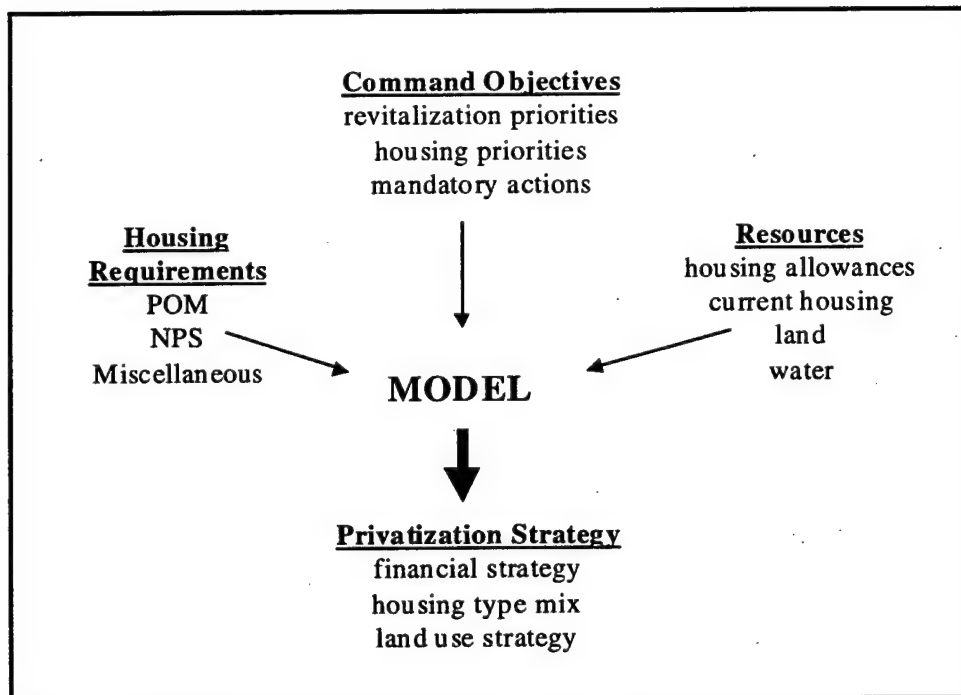 Command Objectives
revitalization priorities
housing priorities
mandatory actions
Housing
Requirements
POM
NPS
Miscellaneous
Resources
housing allowances
current housing
land
water
MODEL
Privatization Strategy
financial strategy
housing type mix
land use strategy